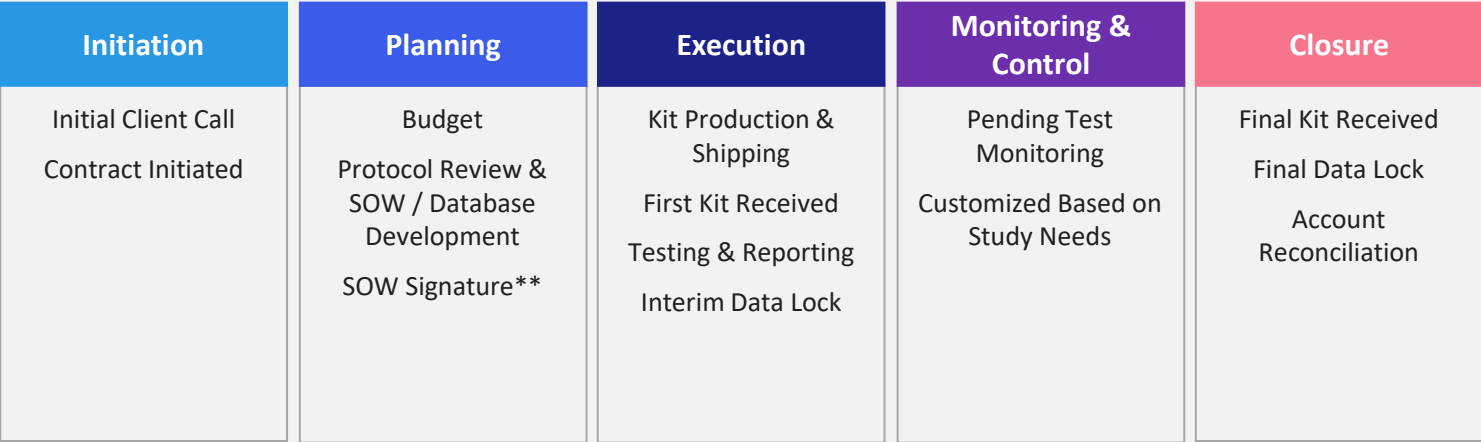 Initiation
Initial Client Call
Contract Initiated
Planning
Budget
Protocol Review &
SOW / Database
Development
SOW Signature**
Execution
Kit Production &
Shipping
First Kit Received
Testing & Reporting
Interim Data Lock
Monitoring &
Control
Pending Test
Monitoring
Customized Based on
Study Needs
Closure
Final Kit Received
Final Data Lock
Account
Reconciliation